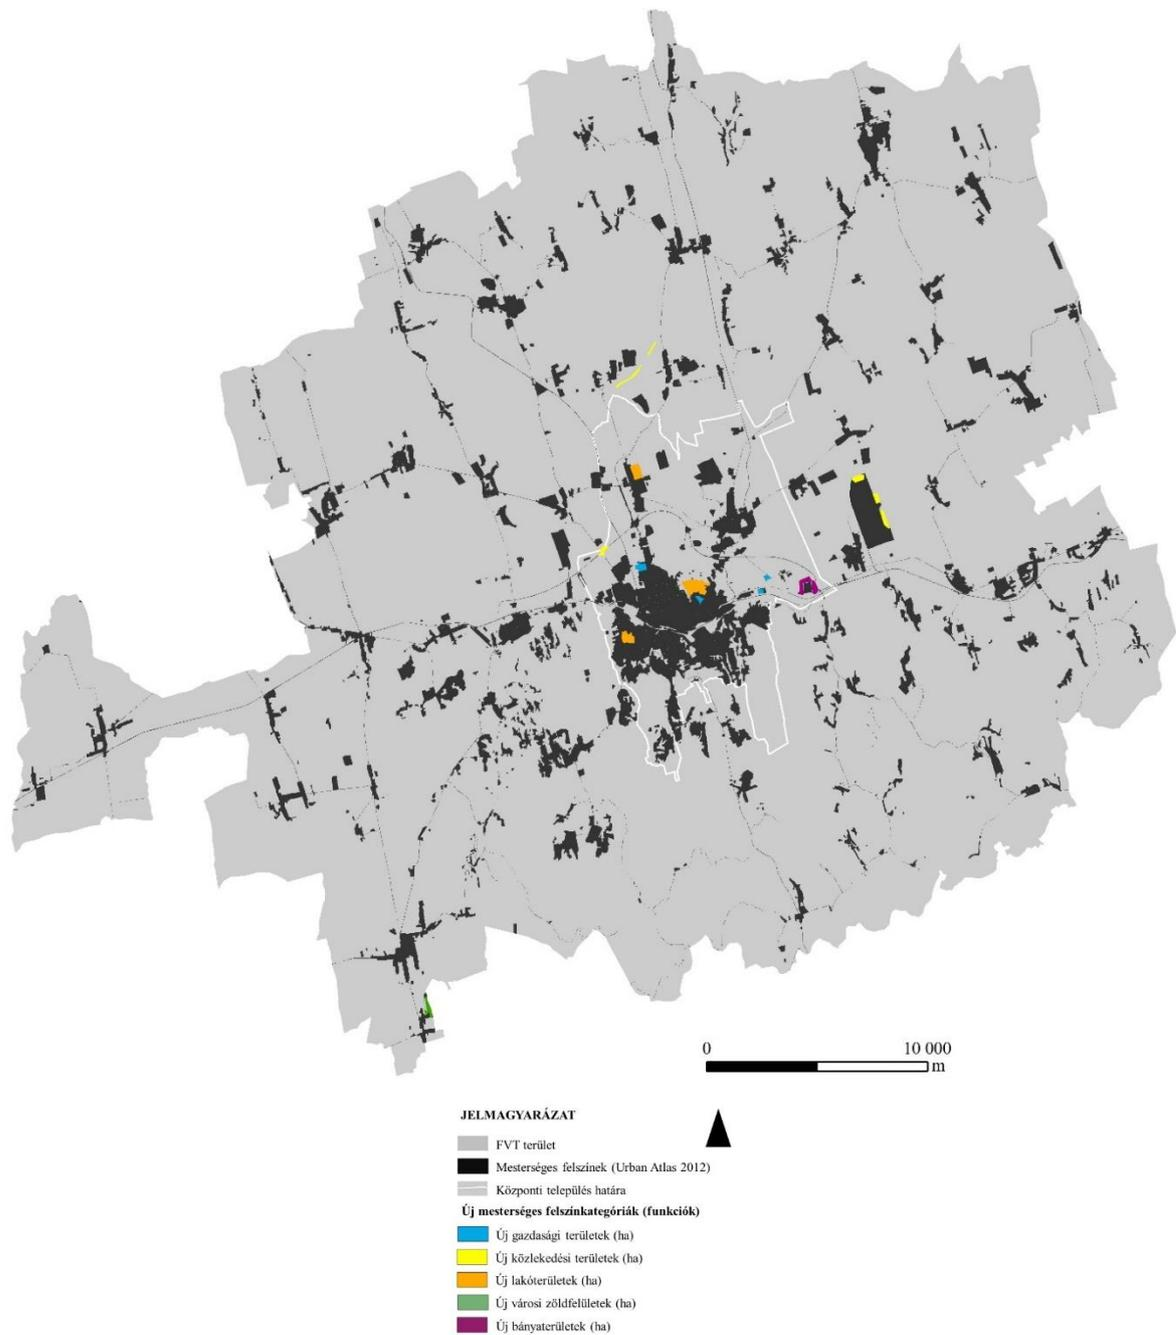 0 10 000
m
JELMAGYARÁZAT
FVT terület
Mesterséges felszínek (Urban Atlas 2012)
Központi település határa
Új mesterséges felszínkategóriák (funkciók)
Új gazdasági területek (ha)
Új közlekedési területek (ha)
Új lakóterületek (ha)
Új városi zöldfelületek (ha)
Új bányaterületek (ha)